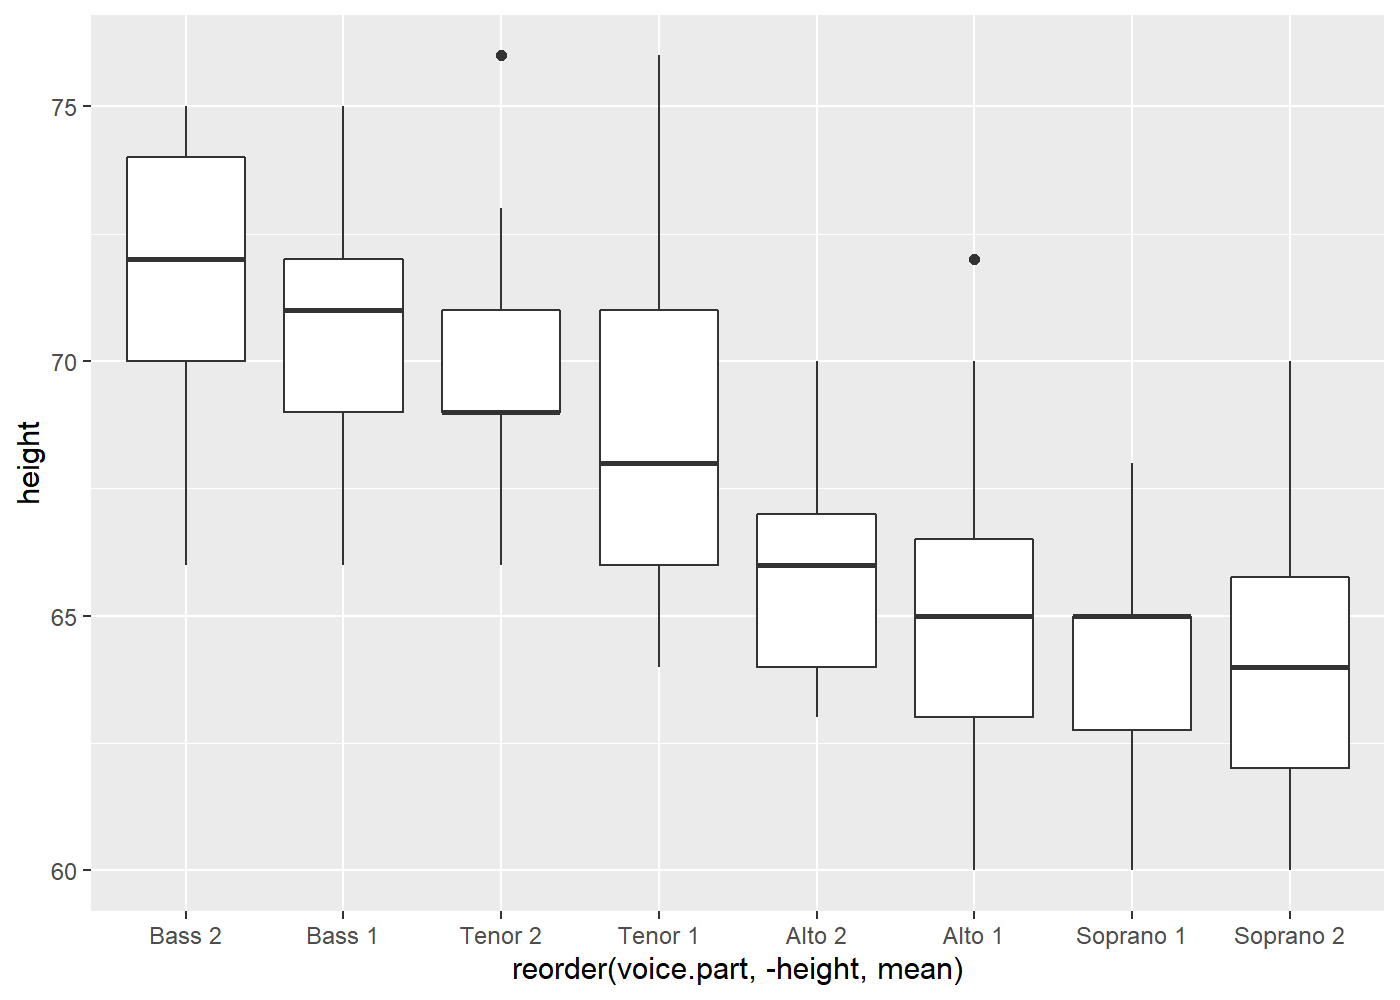 height
75
70
65
60
Bass 2 Bass 1 Tenor 2 Tenor 1 Alto 2 Alto 1 Soprano 1 Soprano 2
reorder(voice.part, -height, mean)